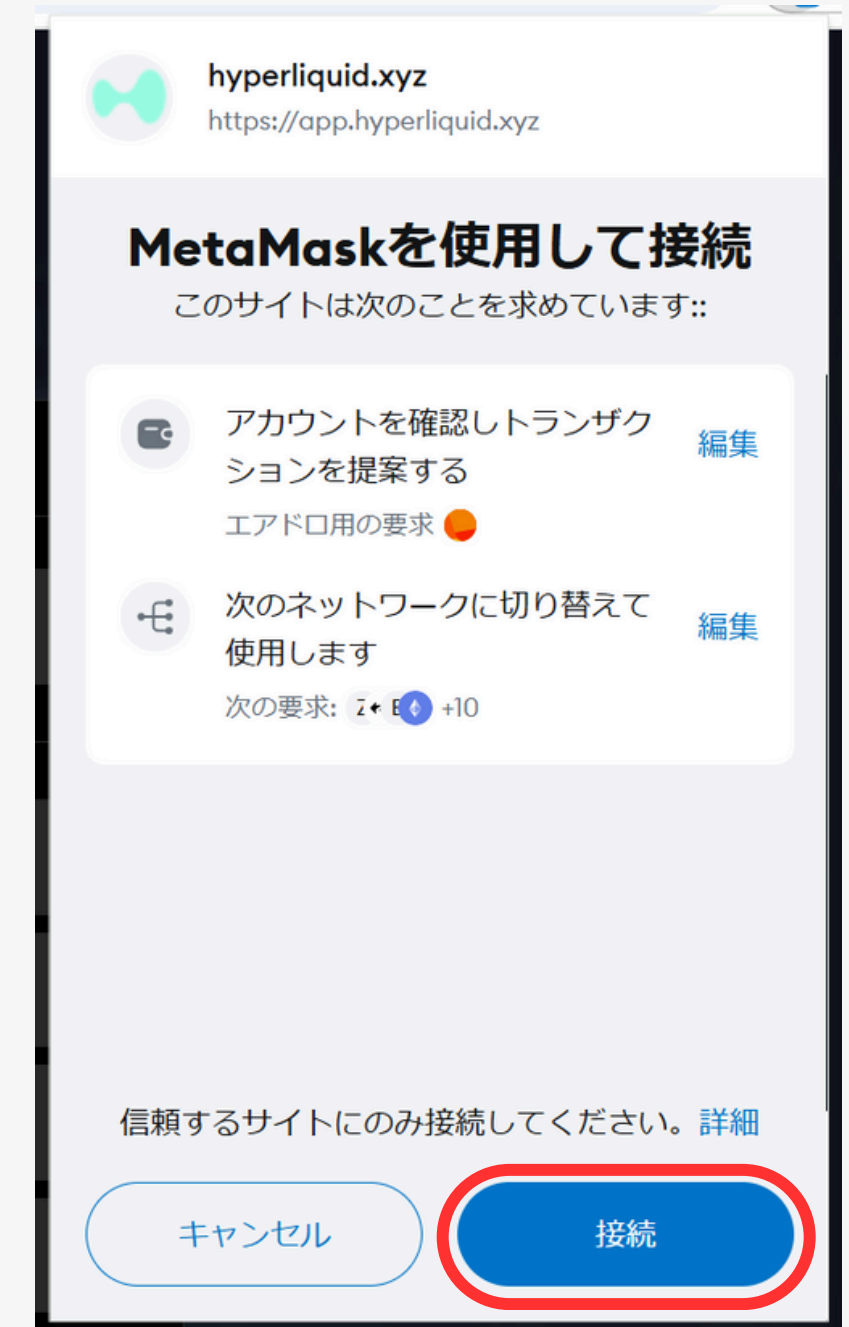 hyperliquid.xyz
https://app.hyperliquid.xyz
MetaMaskを使用して接続
このサイトは次のことを求めています::
アカウントを確認しトランザク
ションを提案する
編集
エアドロ用の要求
次のネットワークに切り替えて
使用します
編集
次の要求: Z E +10
信頼するサイトにのみ接続してください。詳細
キャンセル
接続